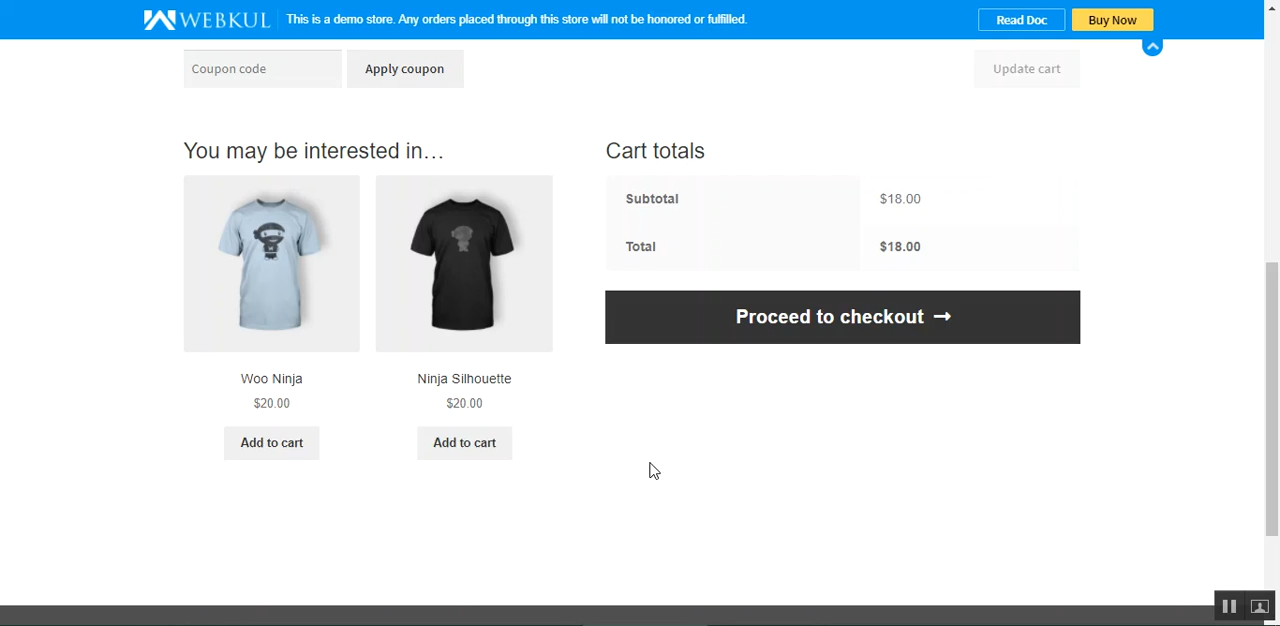 WEBKUL
This is a demo store. Any orders placed through this store will not be honored or fulfilled.
Read Doc
Buy Now
Coupon code
Apply coupon
Update cart
You may be interested in…
Woo Ninja
$20.00
Add to cart
Ninja Silhouette
$20.00
Add to cart
Cart totals
Subtotal $18.00
Total $18.00
Proceed to checkout →